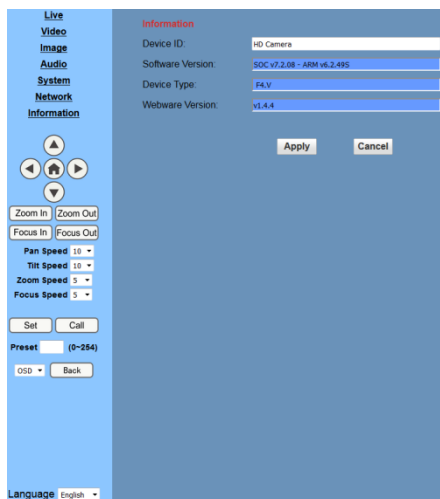 Live
Video
Image
Audio
System
Network
Information
Zoom In Zoom Out
Focus In Focus Out
Pan Speed 10
Tilt Speed 10
Zoom Speed 5
Focus Speed 5
Set Call
Preset (0~254)
OSD Back
Language English
Information
Device ID: HD Camera
Software Version: SOC v7.2.08 - ARM v6.2.49S
Device Type: F4.V
Webware Version: v1.4.4
Apply Cancel